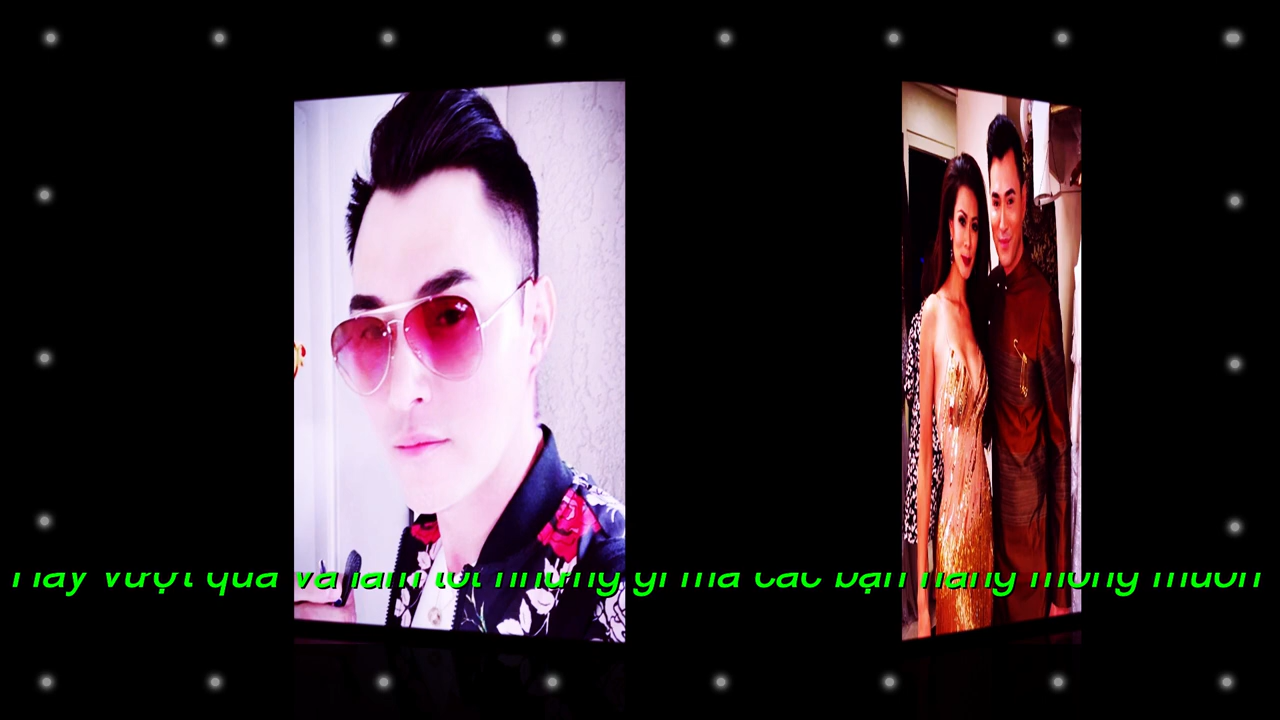 Hãy vượt qua và làm tốt những gì mà các bạn hằng mong muốn